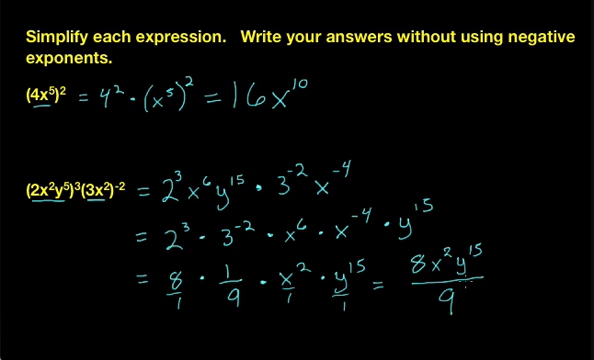 Simplify each expression. Write your answers without using negative
exponents.
(4x⁵)² = 4² · (x⁵)² = 16x¹⁰
(2x²y⁵)³(3x²)⁻² = 2³x⁶y¹⁵ · 3⁻²x⁻⁴
= 2³ · 3⁻² · x⁶ · x⁻⁴ · y¹⁵
= 8/1 · 1/9 · x²/1 · y¹⁵/1 = 8x²y¹⁵/9